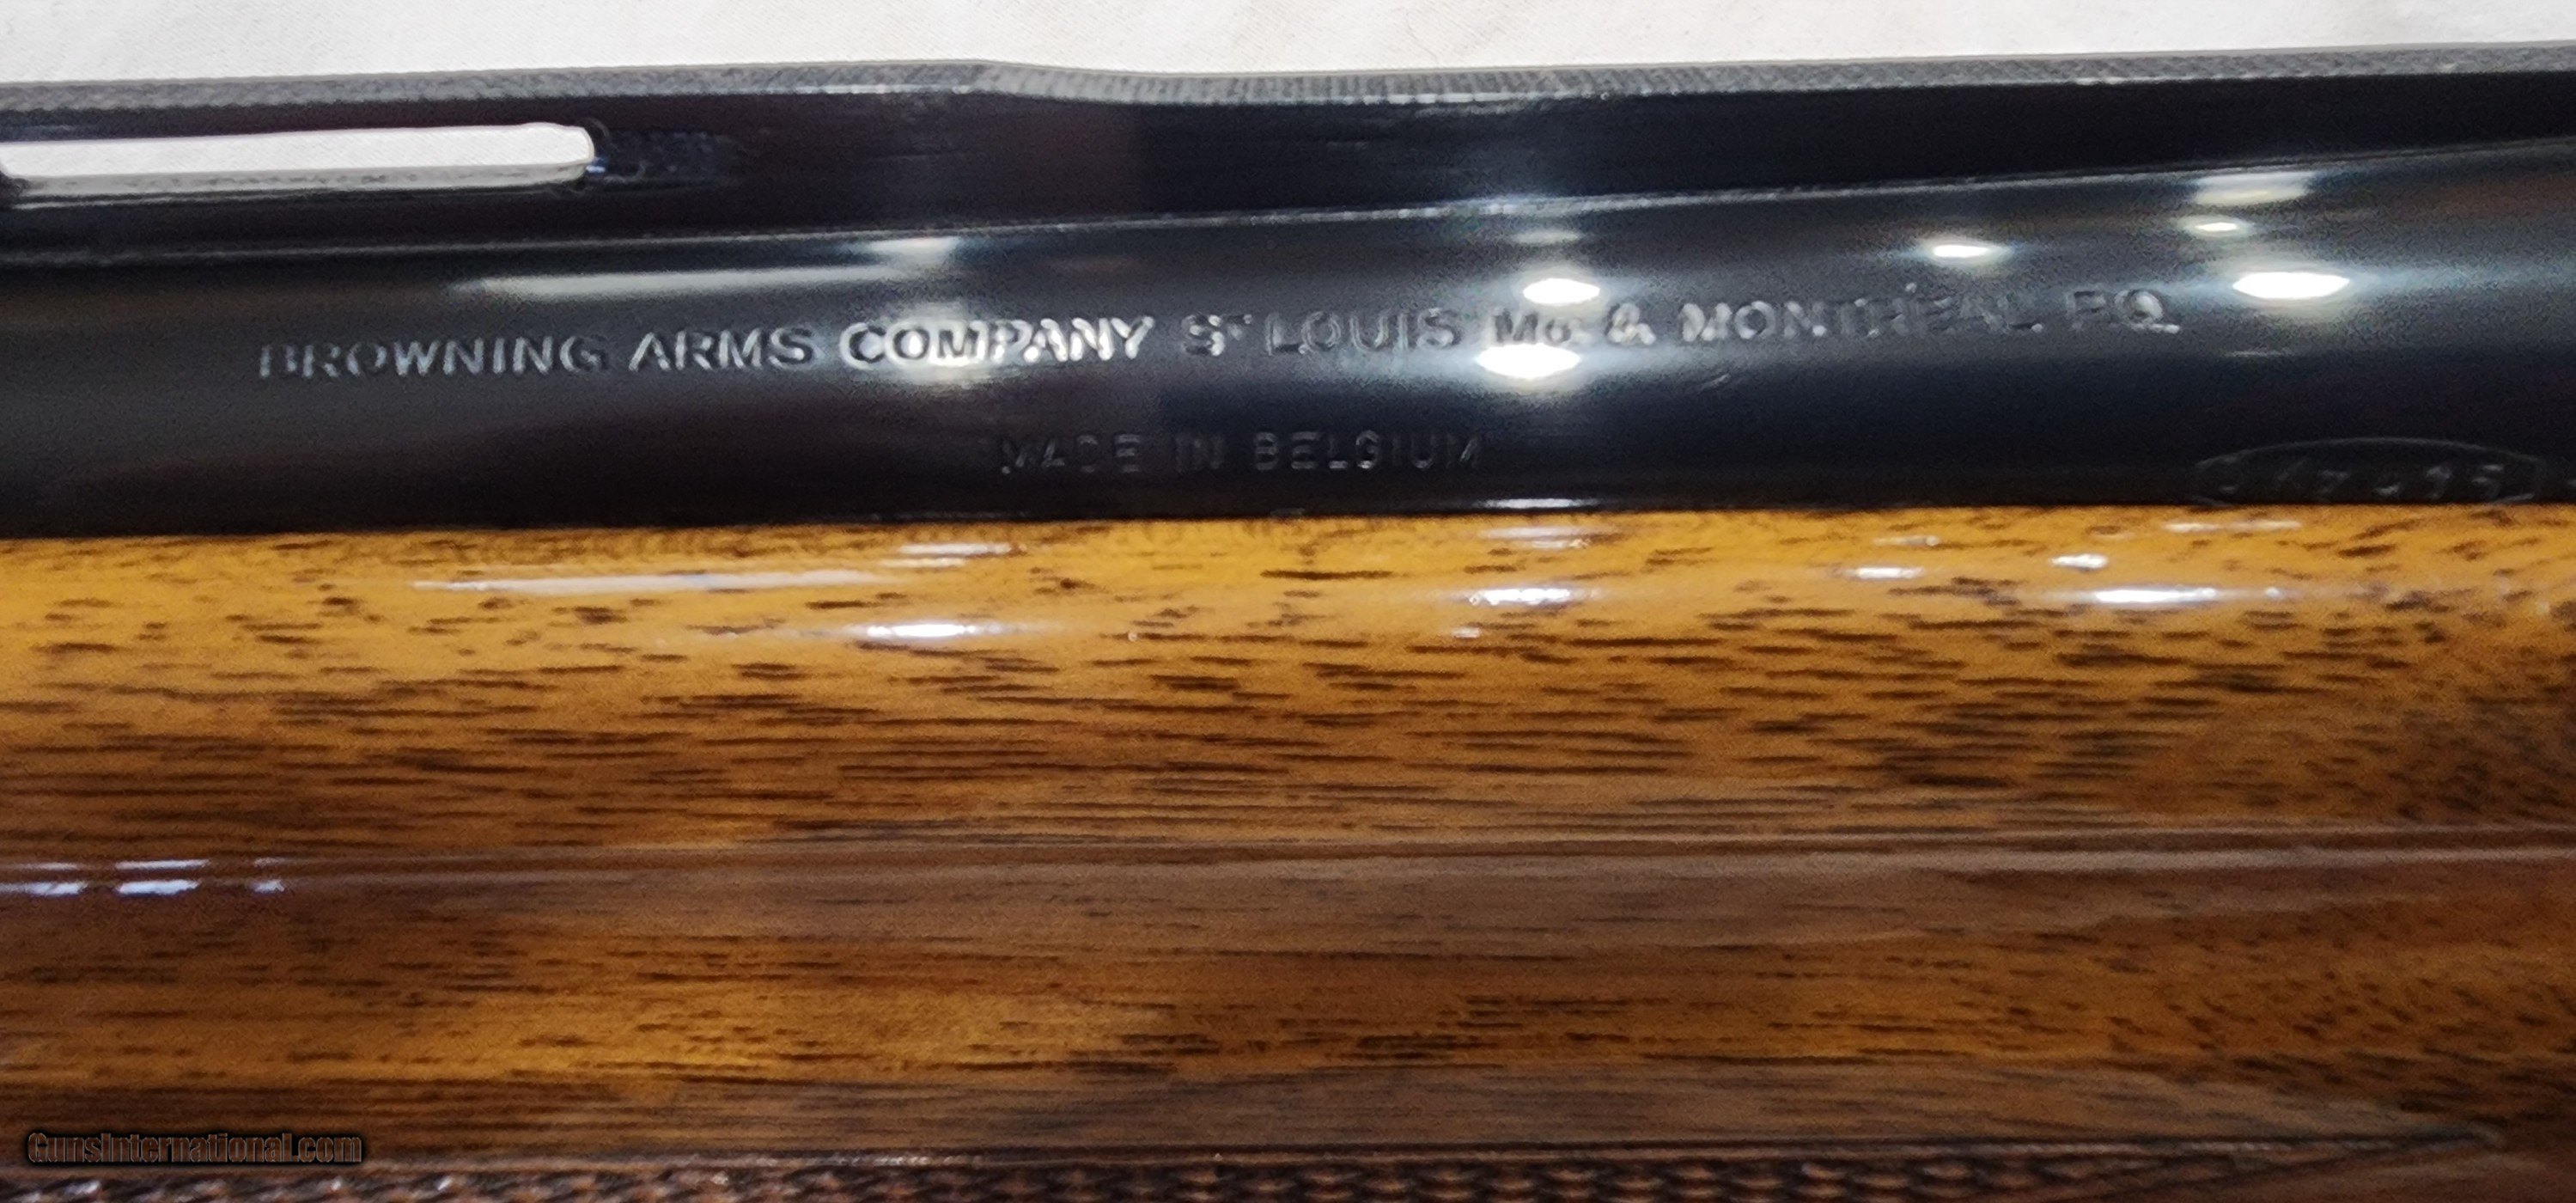 BROWNING ARMS COMPANY ST LOUIS MO. & MONTREAL P.Q.
MADE IN BELGIUM
GunsInternational.com